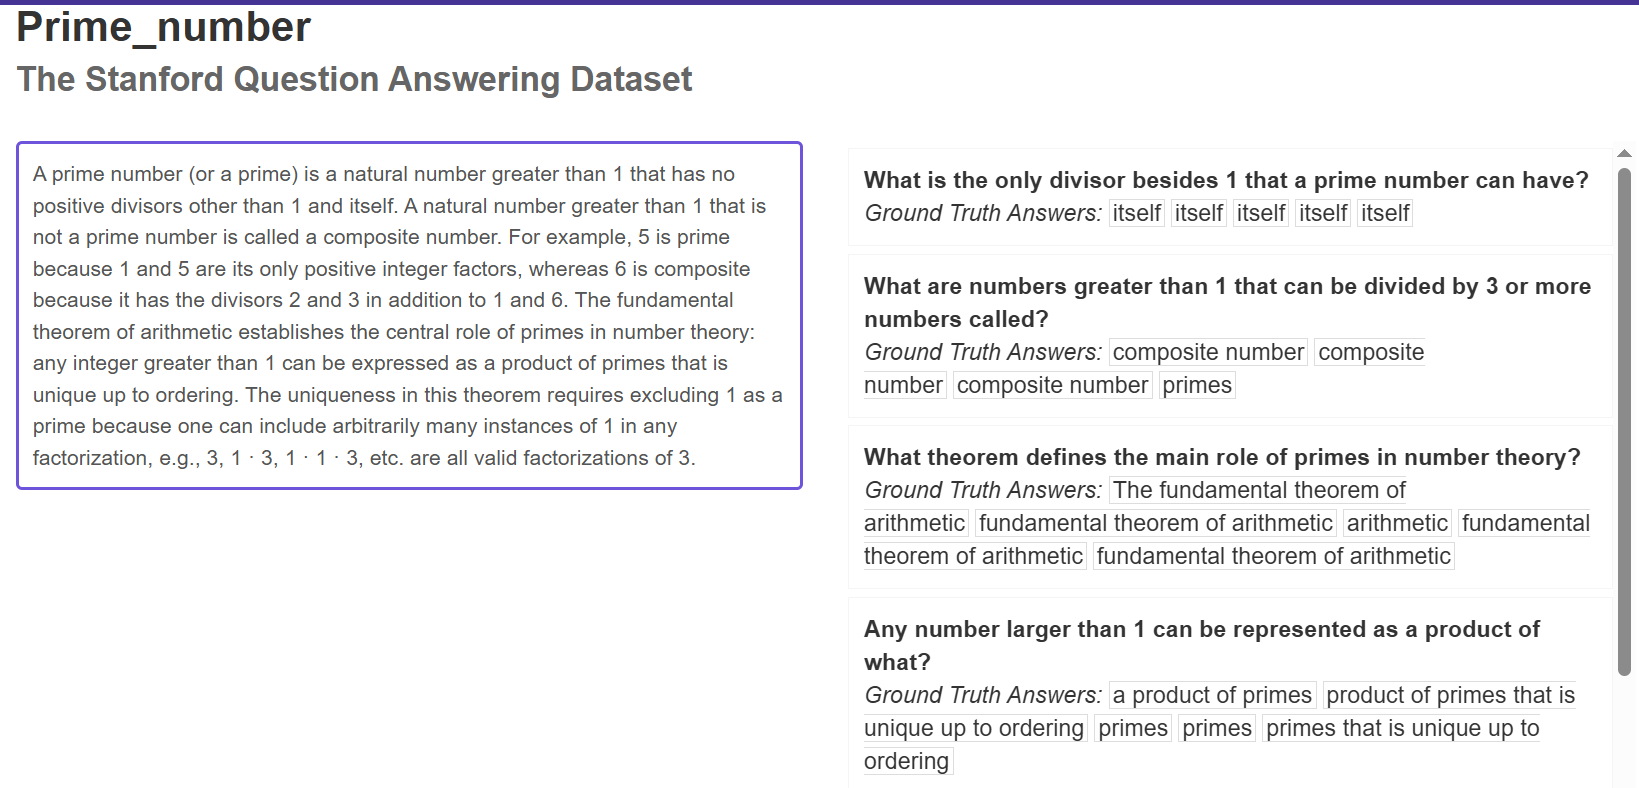 Prime_number
The Stanford Question Answering Dataset
A prime number (or a prime) is a natural number greater than 1 that has no
positive divisors other than 1 and itself. A natural number greater than 1 that is
not a prime number is called a composite number. For example, 5 is prime
because 1 and 5 are its only positive integer factors, whereas 6 is composite
because it has the divisors 2 and 3 in addition to 1 and 6. The fundamental
theorem of arithmetic establishes the central role of primes in number theory:
any integer greater than 1 can be expressed as a product of primes that is
unique up to ordering. The uniqueness in this theorem requires excluding 1 as a
prime because one can include arbitrarily many instances of 1 in any
factorization, e.g., 3, 1 · 3, 1 · 1 · 3, etc. are all valid factorizations of 3.
What is the only divisor besides 1 that a prime number can have?
Ground Truth Answers: itself itself itself itself itself
What are numbers greater than 1 that can be divided by 3 or more
numbers called?
Ground Truth Answers: composite number composite
number composite number primes
What theorem defines the main role of primes in number theory?
Ground Truth Answers: The fundamental theorem of
arithmetic fundamental theorem of arithmetic arithmetic fundamental
theorem of arithmetic fundamental theorem of arithmetic
Any number larger than 1 can be represented as a product of
what?
Ground Truth Answers: a product of primes product of primes that is
unique up to ordering primes primes primes that is unique up to
ordering